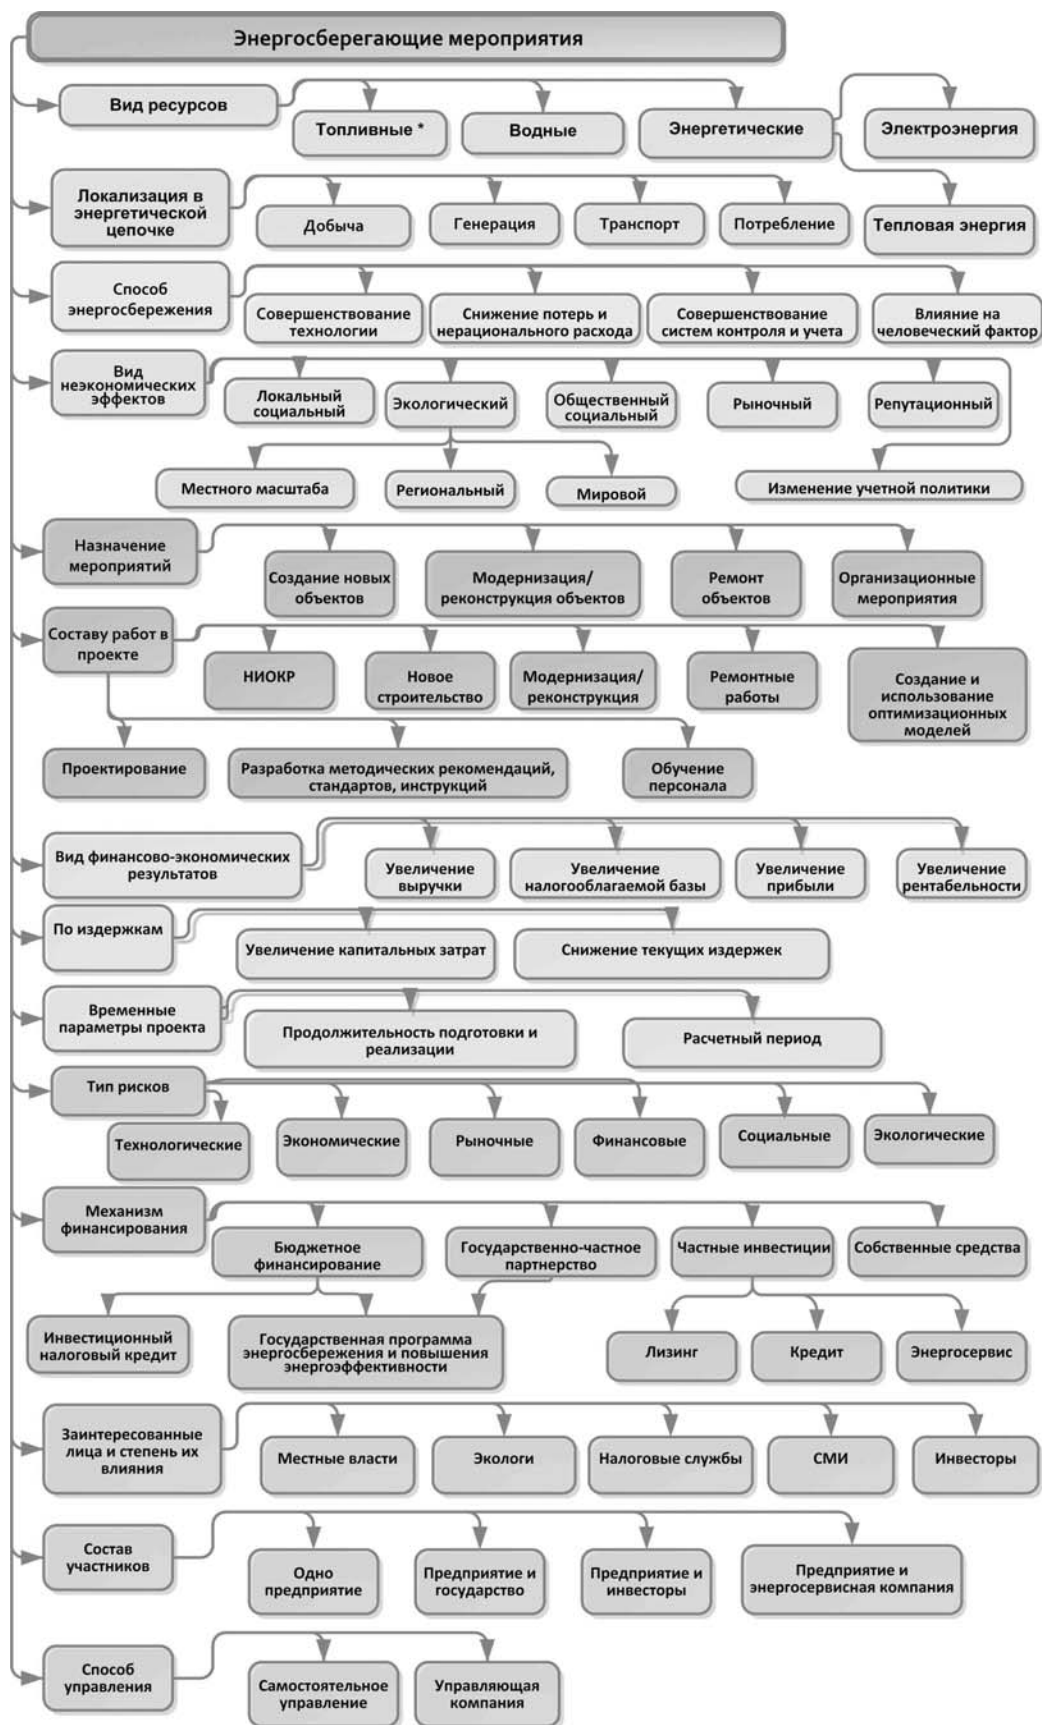 Энергосберегающие мероприятия
Вид ресурсов
Топливные *
Водные
Энергетические
Электроэнергия
Локализация в
энергетической
цепочке
Добыча
Генерация
Транспорт
Потребление
Тепловая энергия
Способ
энергосбережения
Совершенствование
технологии
Снижение потерь и
нерационального расхода
Совершенствование
систем контроля и учета
Влияние на
человеческий фактор
Вид
неэкономических
эффектов
Локальный
социальный
Экологический
Общественный
социальный
Рыночный
Репутационный
Местного масштаба
Региональный
Мировой
Изменение учетной политики
Назначение
мероприятий
Создание новых
объектов
Модернизация/
реконструкция объектов
Ремонт
объектов
Организационные
мероприятия
Составу работ в
проекте
НИОКР
Новое
строительство
Модернизация/
реконструкция
Ремонтные
работы
Создание и
использование
оптимизационных
моделей
Проектирование
Разработка методических рекомендаций,
стандартов, инструкций
Обучение
персонала
Вид финансово-экономических
результатов
Увеличение
выручки
Увеличение
налогооблагаемой базы
Увеличение
прибыли
Увеличение
рентабельности
По издержкам
Увеличение капитальных затрат
Снижение текущих издержек
Временные
параметры проекта
Продолжительность подготовки и
реализации
Расчетный период
Тип рисков
Технологические
Экономические
Рыночные
Финансовые
Социальные
Экологические
Механизм
финансирования
Бюджетное
финансирование
Государственно-частное
партнерство
Частные инвестиции
Собственные средства
Инвестиционный
налоговый кредит
Государственная программа
энергосбережения и повышения
энергоэффективности
Лизинг
Кредит
Энергосервис
Заинтересованные
лица и степень их
влияния
Местные власти
Экологи
Налоговые службы
СМИ
Инвесторы
Состав
участников
Одно
предприятие
Предприятие и
государство
Предприятие и
инвесторы
Предприятие и
энергосервисная компания
Способ
управления
Самостоятельное
управление
Управляющая
компания